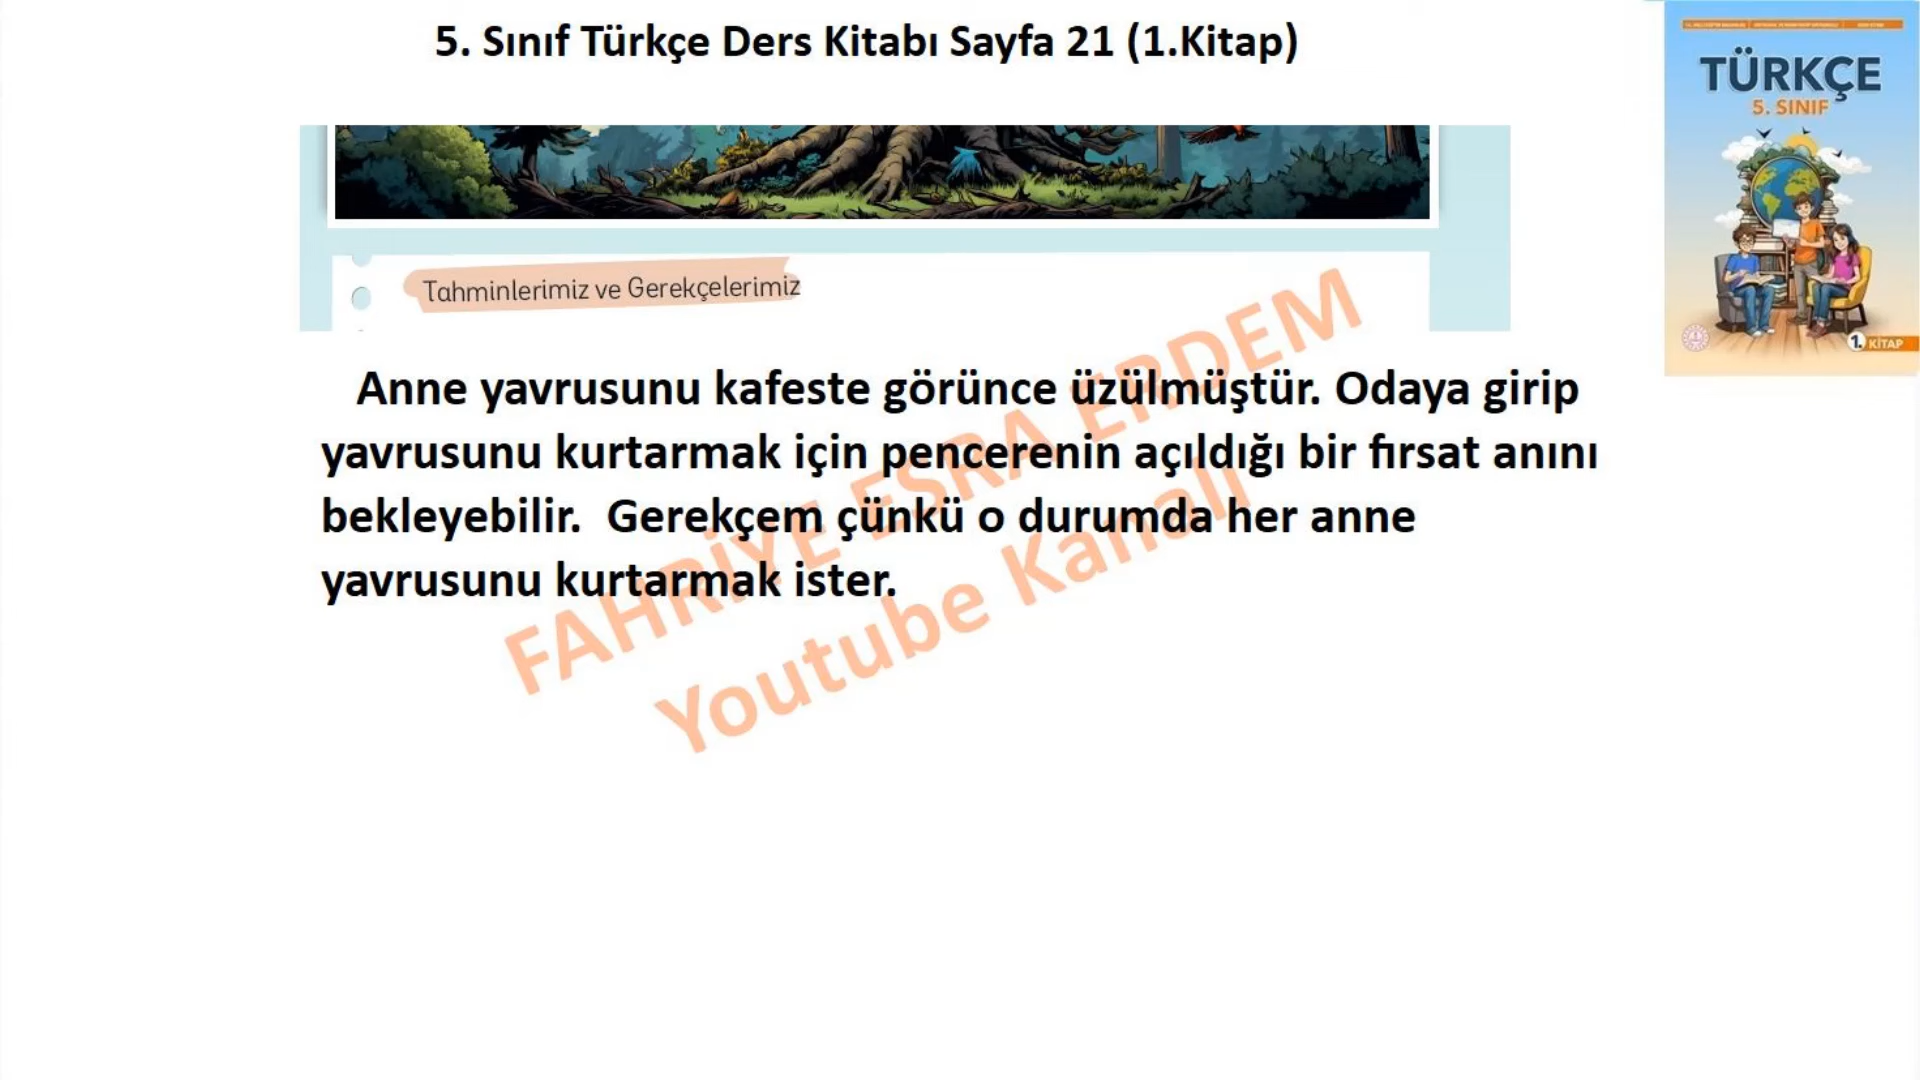 5. Sınıf Türkçe Ders Kitabı Sayfa 21 (1.Kitap)
TÜRKÇE
5. SINIF
1. KİTAP
Tahminlerimiz ve Gerekçelerimiz
Anne yavrusunu kafeste görünce üzülmüştür. Odaya girip
yavrusunu kurtarmak için pencerenin açıldığı bir fırsat anını
bekleyebilir. Gerekçem çünkü o durumda her anne
yavrusunu kurtarmak ister.
FAHRİYE ESRA ERDEM
Youtube Kanalı